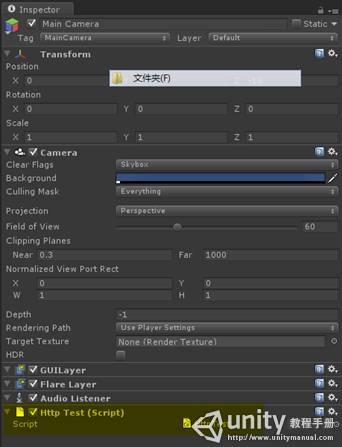 Inspector
Main Camera Static
Tag MainCamera Layer Default
Transform
Position
X 0 Z
文件夹(F)
Rotation
X 0 Y 0 Z 0
Scale
X 1 Y 1 Z 1
Camera
Clear Flags Skybox
Background
Culling Mask Everything
Projection Perspective
Field of View 60
Clipping Planes
Near 0.3 Far 1000
Normalized View Port Rect
X 0 Y 0
W 1 H 1
Depth -1
Rendering Path Use Player Settings
Target Texture None (Render Texture)
HDR
GUILayer
Flare Layer
Audio Listener
Http Test (Script)
Script
unity 教程手册
http://www.unitymanual.com